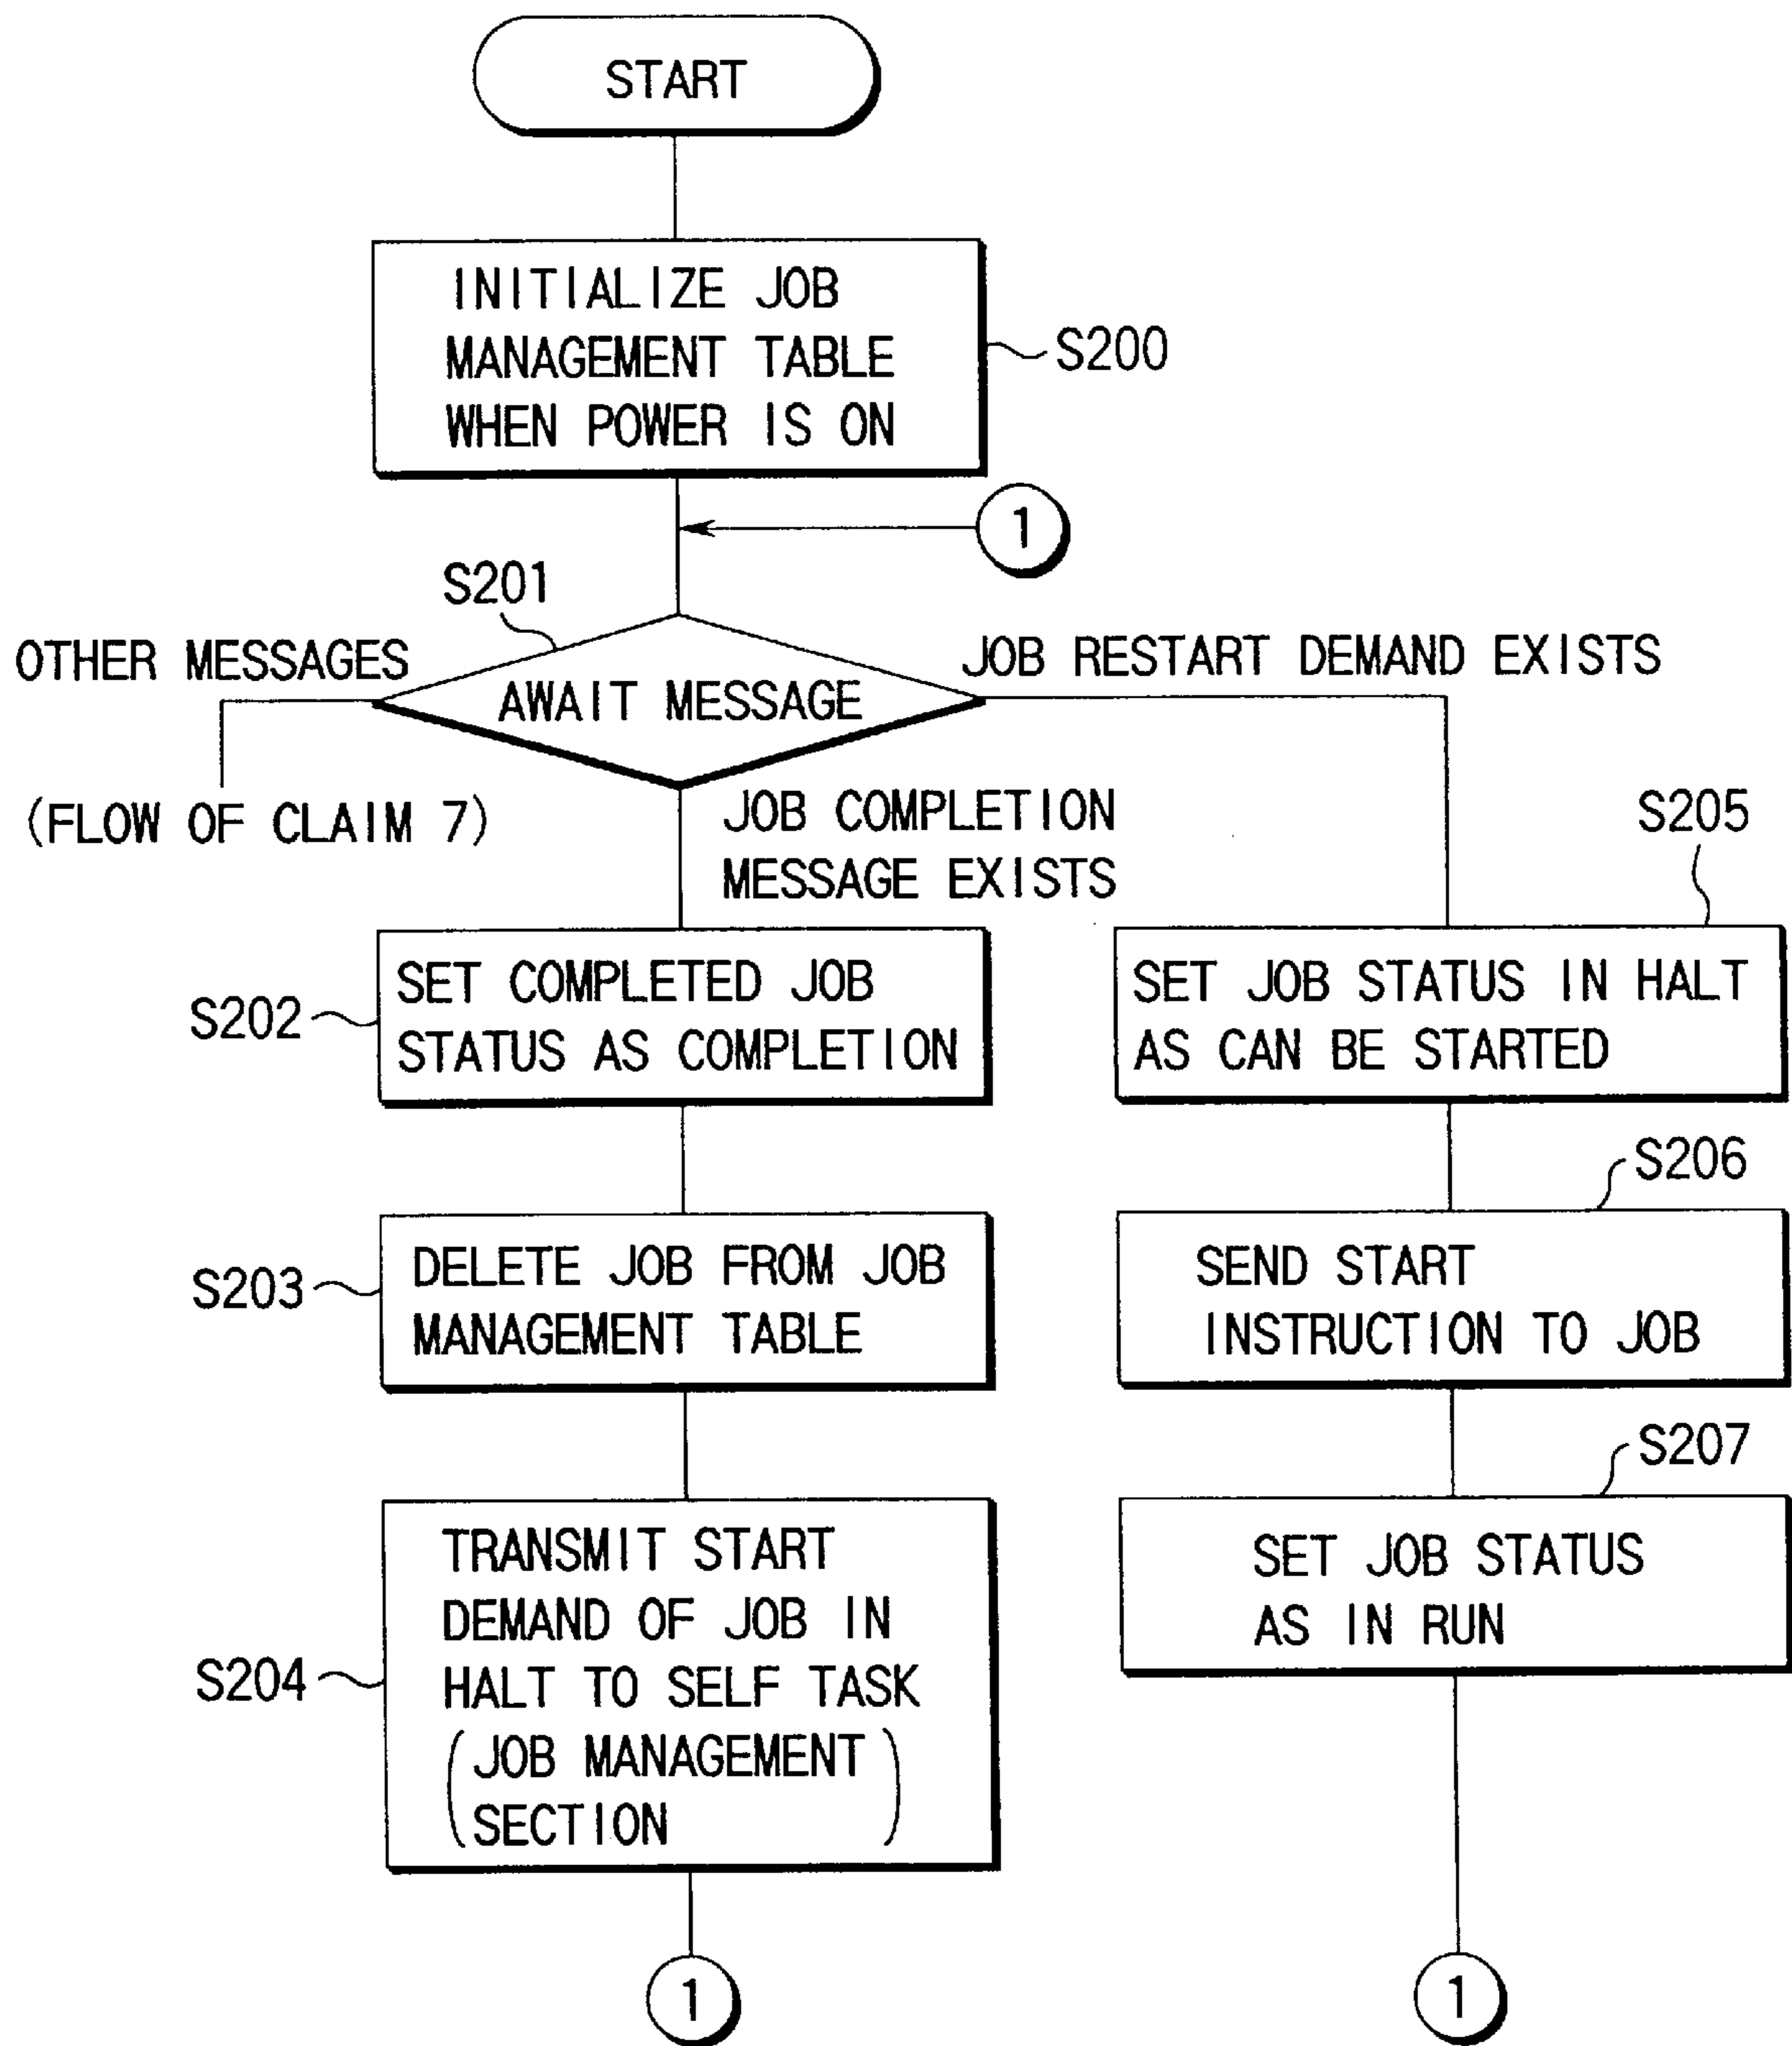 START
INITIALIZE JOB
MANAGEMENT TABLE
WHEN POWER IS ON
S200
1
S201
OTHER MESSAGES
AWAIT MESSAGE
JOB RESTART DEMAND EXISTS
(FLOW OF CLAIM 7)
JOB COMPLETION
MESSAGE EXISTS
S202
SET COMPLETED JOB
STATUS AS COMPLETION
S203
DELETE JOB FROM JOB
MANAGEMENT TABLE
S204
TRANSMIT START
DEMAND OF JOB IN
HALT TO SELF TASK
(JOB MANAGEMENT
SECTION)
1
S205
SET JOB STATUS IN HALT
AS CAN BE STARTED
S206
SEND START
INSTRUCTION TO JOB
S207
SET JOB STATUS
AS IN RUN
1